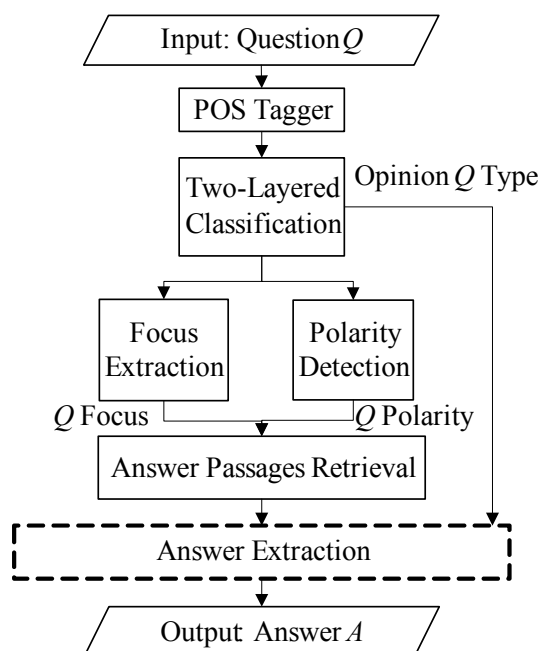 Input: Question Q
POS Tagger
Two-Layered
Classification
Opinion Q Type
Focus
Extraction
Polarity
Detection
Q Focus
Q Polarity
Answer Passages Retrieval
Answer Extraction
Output: Answer A